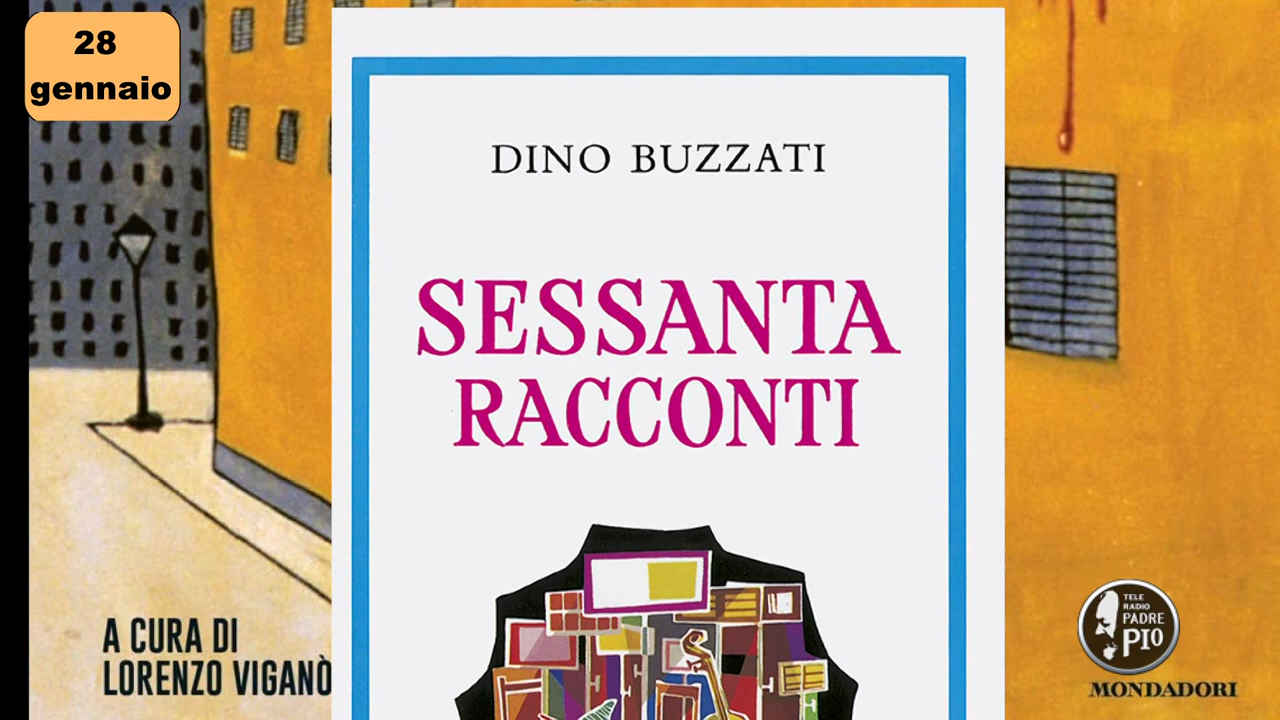 28
gennaio
DINO BUZZATI
SESSANTA
RACCONTI
A CURA DI
LORENZO VIGANÒ
TELE
RADIO
PADRE
PIO
MONDADORI